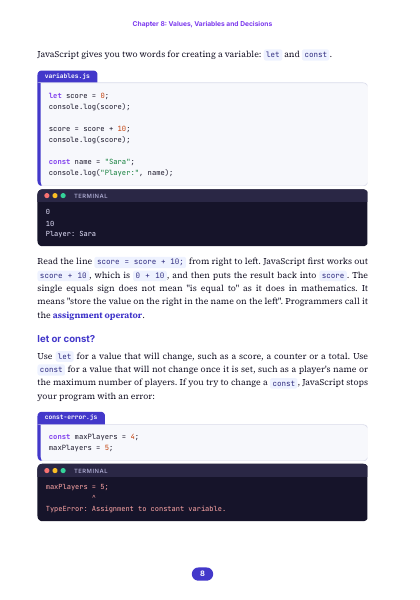 Chapter 8: Values, Variables and Decisions
JavaScript gives you two words for creating a variable: let and const.
variables.js
let score = 0;
console.log(score);
score = score + 10;
console.log(score);
const name = "Sara";
console.log("Player:", name);
TERMINAL
0
10
Player: Sara
Read the line score = score + 10; from right to left. JavaScript first works out
score + 10, which is 0 + 10, and then puts the result back into score. The
single equals sign does not mean "is equal to" as it does in mathematics. It
means "store the value on the right in the name on the left". Programmers call it
the assignment operator.
let or const?
Use let for a value that will change, such as a score, a counter or a total. Use
const for a value that will not change once it is set, such as a player's name or
the maximum number of players. If you try to change a const, JavaScript stops
your program with an error:
const-error.js
const maxPlayers = 4;
maxPlayers = 5;
TERMINAL
maxPlayers = 5;
^
TypeError: Assignment to constant variable.
8